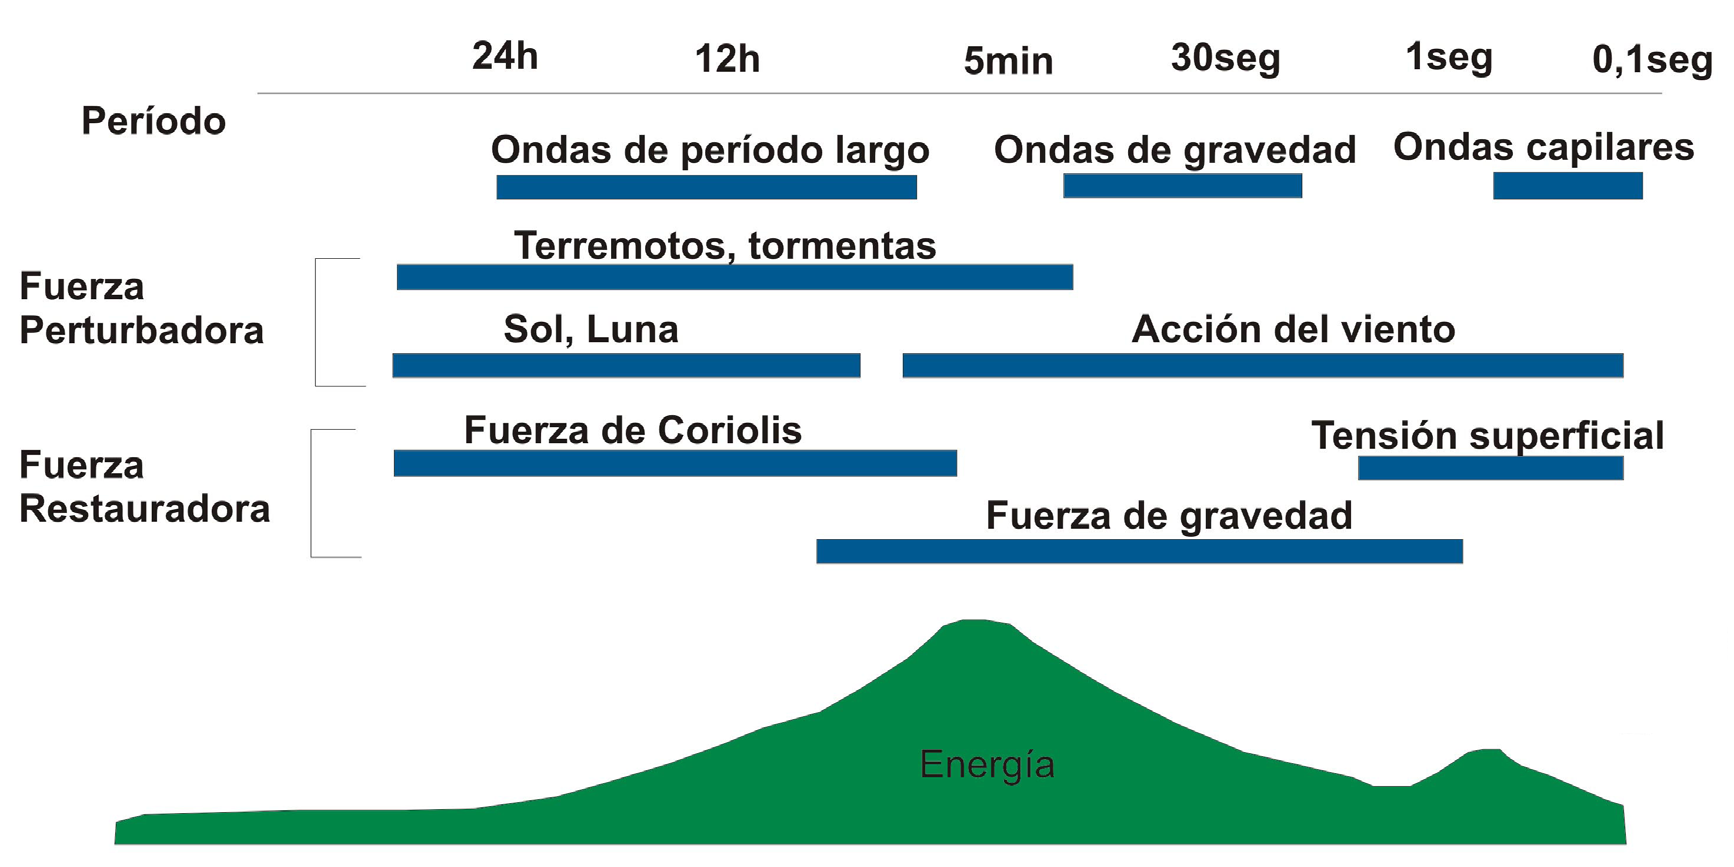 24h 12h 5min 30seg 1seg 0,1seg
Período
Ondas de período largo Ondas de gravedad Ondas capilares
Terremotos, tormentas
Fuerza
Perturbadora
Sol, Luna Acción del viento
Fuerza de Coriolis Tensión superficial
Fuerza
Restauradora
Fuerza de gravedad
Energía